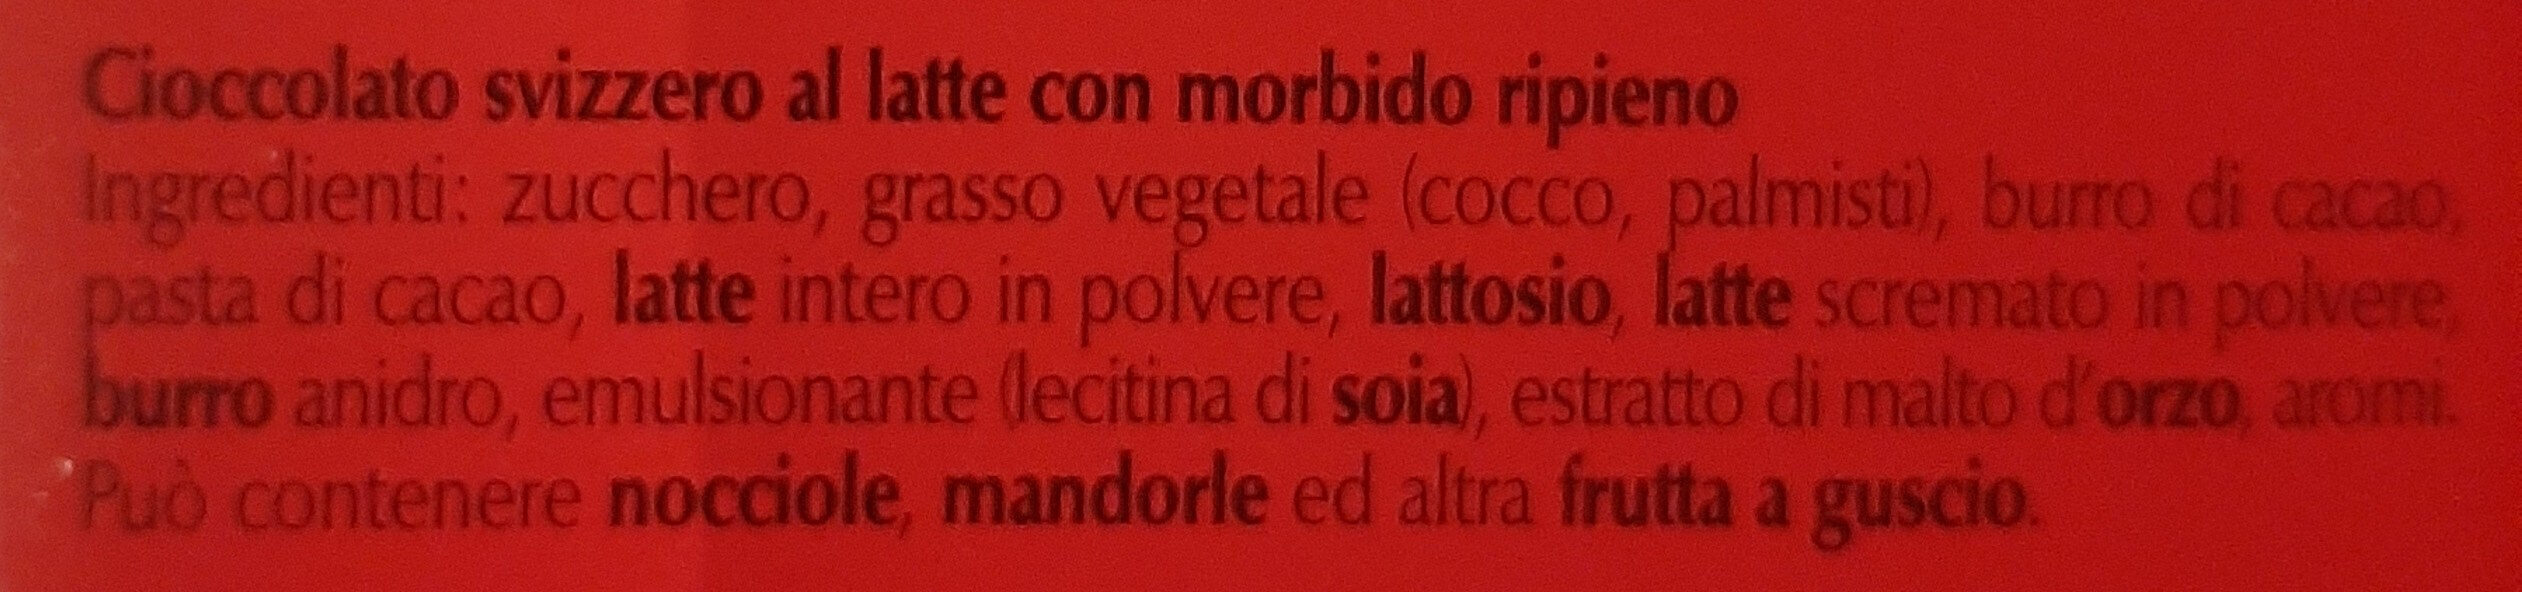 Cioccolato svizzero al latte con morbido ripieno
Ingredienti: zucchero, grasso vegetale (cocco, palmisti), burro di cacao,
pasta di cacao, latte intero in polvere, lattosio, latte scremato in polvere,
burro anidro, emulsionante (lecitina di soia), estratto di malto d'orzo, aromi.
Può contenere nocciole, mandorle ed altra frutta a guscio.